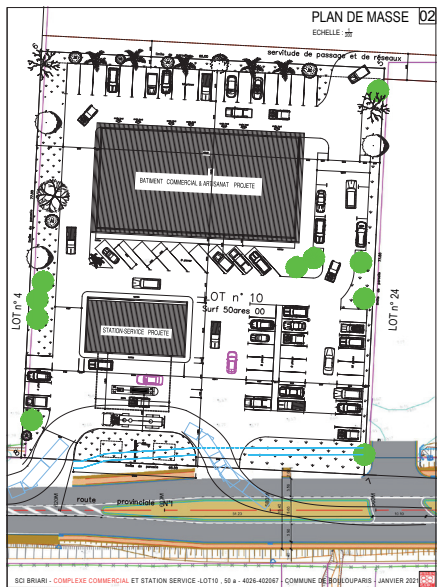 PLAN DE MASSE 02
ECHELLE :
servitude de passage et de réseaux
BATIMENT COMMERCIAL & ARTISANAT PROJETE
LOT n° 4
LOT n° 10
Surf 50ares 00
LOT n° 24
STATION-SERVICE PROJETE
route provinciale
SCI BRIARI - COMPLEXE COMMERCIAL ET STATION SERVICE -LOT10 , 50 a - 4026-402067 - COMMUNE DE BOULOUPARIS - JANVIER 2021